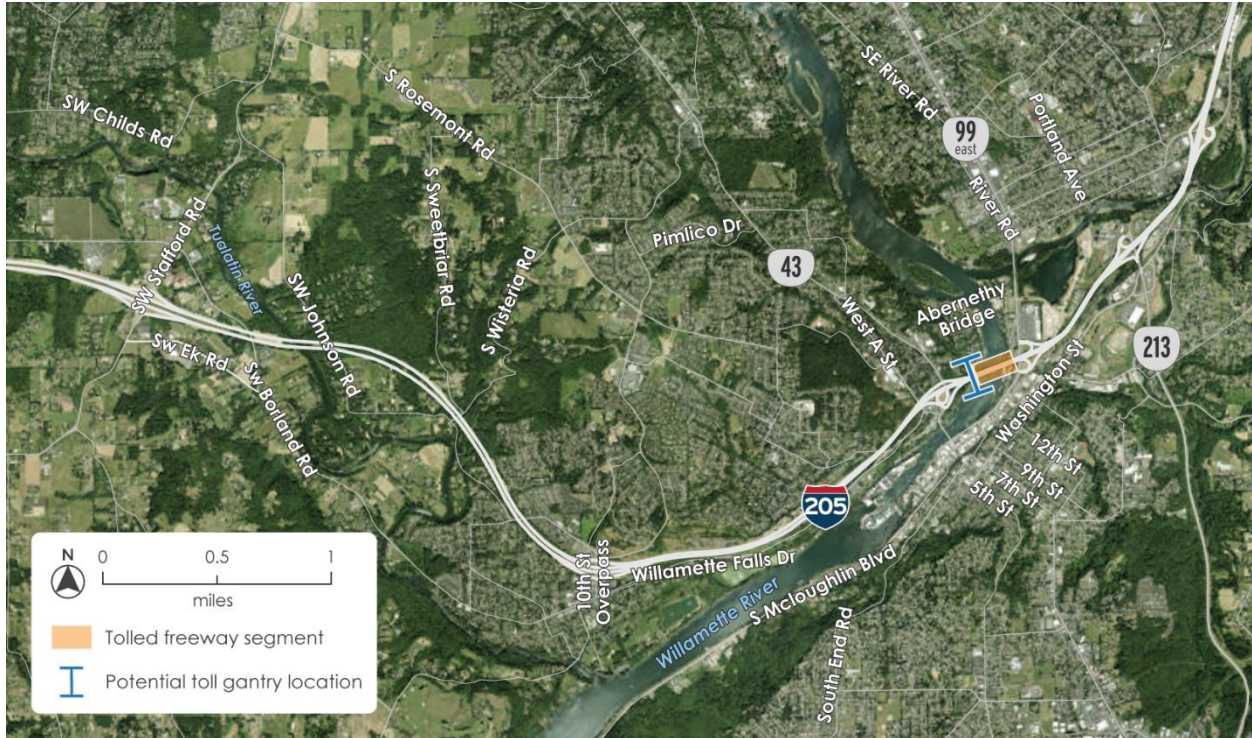 SW Childs Rd
S Rosemont Rd
SE River Rd
99
east
Portland Ave
River Rd
SW Stafford Rd
Tualatin River
S Sweetbriar Rd
Pimlico Dr
43
SW Johnson Rd
S Wisteria Rd
West A St
Abernethy
Bridge
213
Sw Ek Rd
Sw Borland Rd
Washington St
12th St
9th St
7th St
5th St
205
10th St
Overpass
Willamette Falls Dr
Willamette River
S Mcloughlin Blvd
South End Rd
N
0 0.5 1
miles
Tolled freeway segment
Potential toll gantry location